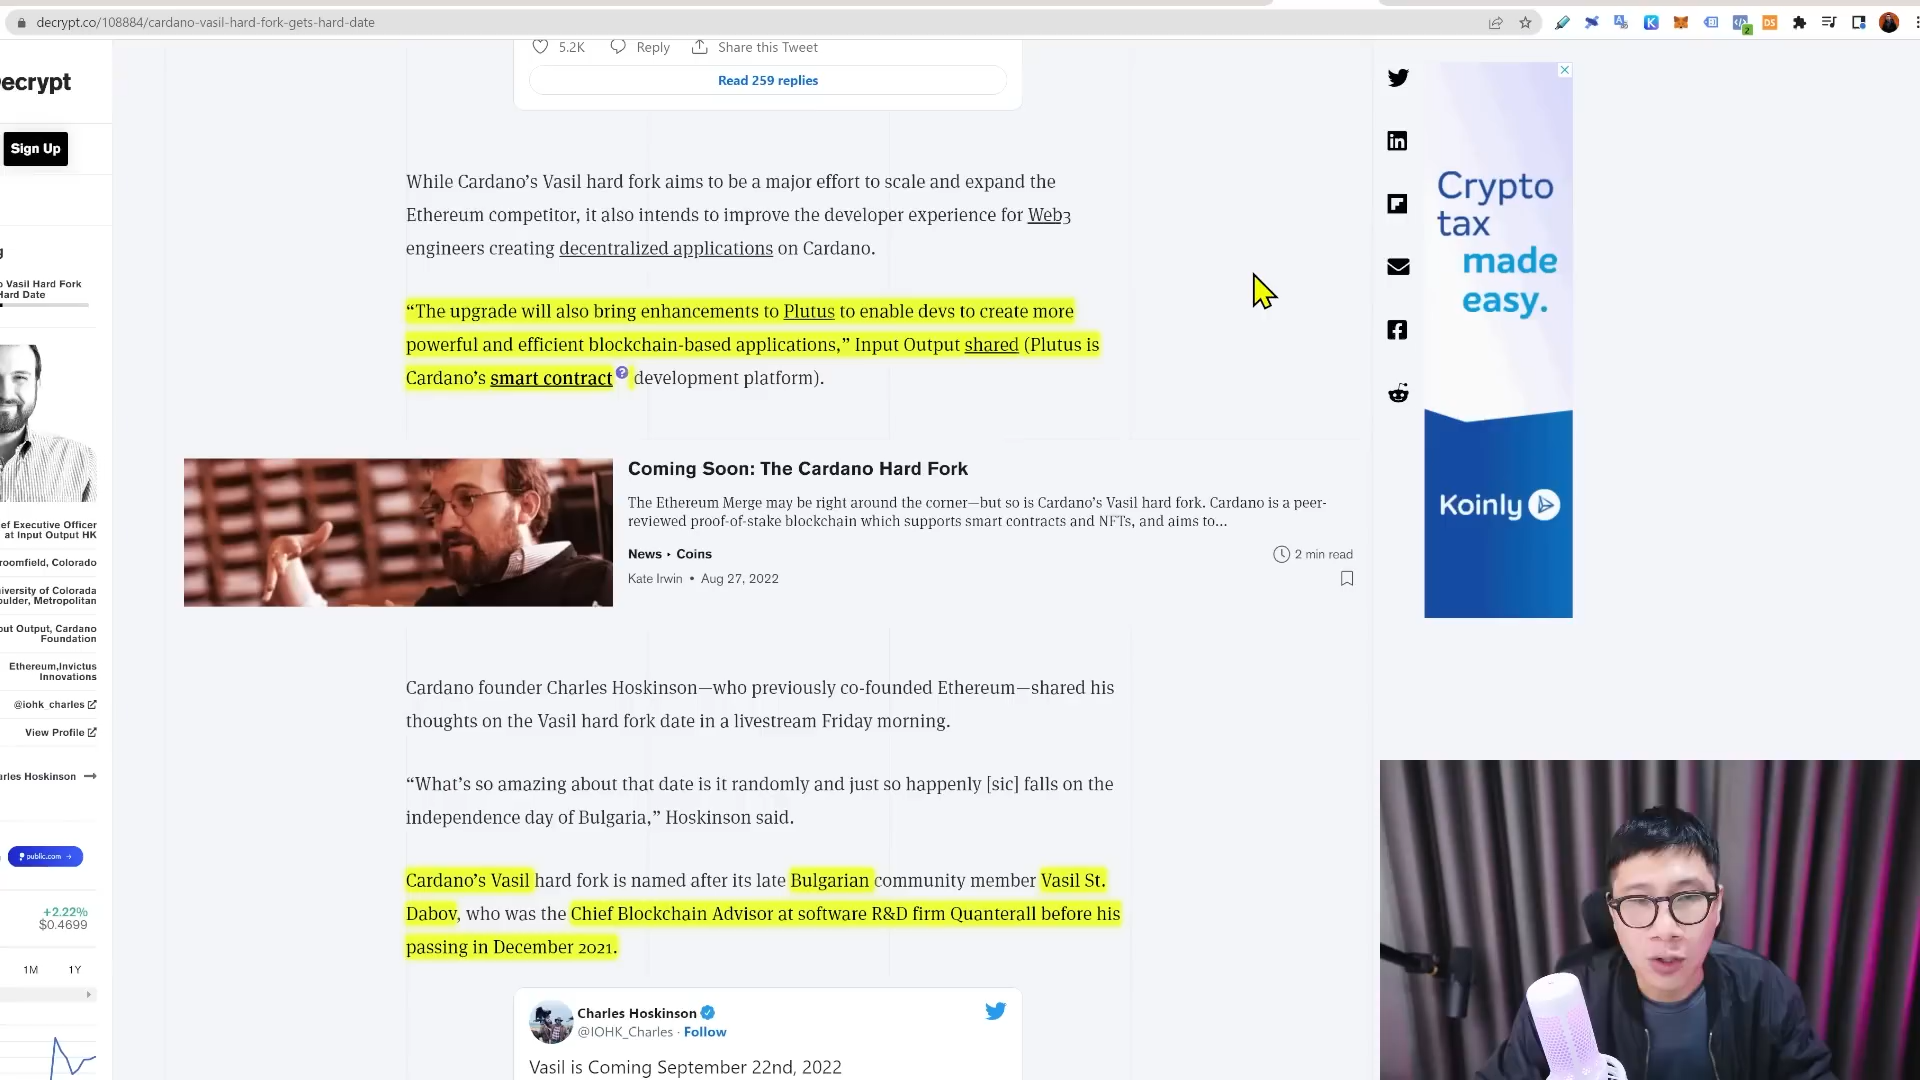 decrypt.co/108884/cardano-vasil-hard-fork-gets-hard-date
ecrypt
Sign Up
Vasil Hard Fork
Hard Date
ef Executive Officer
at Input Output HK
roomfield, Colorado
niversity of Colorada
oulder, Metropolitan
put Output, Cardano
Foundation
Ethereum,Invictus
Innovations
@iohk_charles
View Profile
arles Hoskinson
public.com
+2.22%
$0.4699
1M 1Y
5.2K Reply Share this Tweet
Read 259 replies
While Cardano’s Vasil hard fork aims to be a major effort to scale and expand the
Ethereum competitor, it also intends to improve the developer experience for Web3
engineers creating decentralized applications on Cardano.
“The upgrade will also bring enhancements to Plutus to enable devs to create more
powerful and efficient blockchain-based applications,” Input Output shared (Plutus is
Cardano’s smart contract ? development platform).
Coming Soon: The Cardano Hard Fork
The Ethereum Merge may be right around the corner—but so is Cardano’s Vasil hard fork. Cardano is a peer-
reviewed proof-of-stake blockchain which supports smart contracts and NFTs, and aims to...
News • Coins
2 min read
Kate Irwin • Aug 27, 2022
Cardano founder Charles Hoskinson—who previously co-founded Ethereum—shared his
thoughts on the Vasil hard fork date in a livestream Friday morning.
“What’s so amazing about that date is it randomly and just so happenly [sic] falls on the
independence day of Bulgaria,” Hoskinson said.
Cardano’s Vasil hard fork is named after its late Bulgarian community member Vasil St.
Dabov, who was the Chief Blockchain Advisor at software R&D firm Quanterall before his
passing in December 2021.
Charles Hoskinson
@IOHK_Charles · Follow
Vasil is Coming September 22nd, 2022
Crypto
tax
made
easy.
Koinly